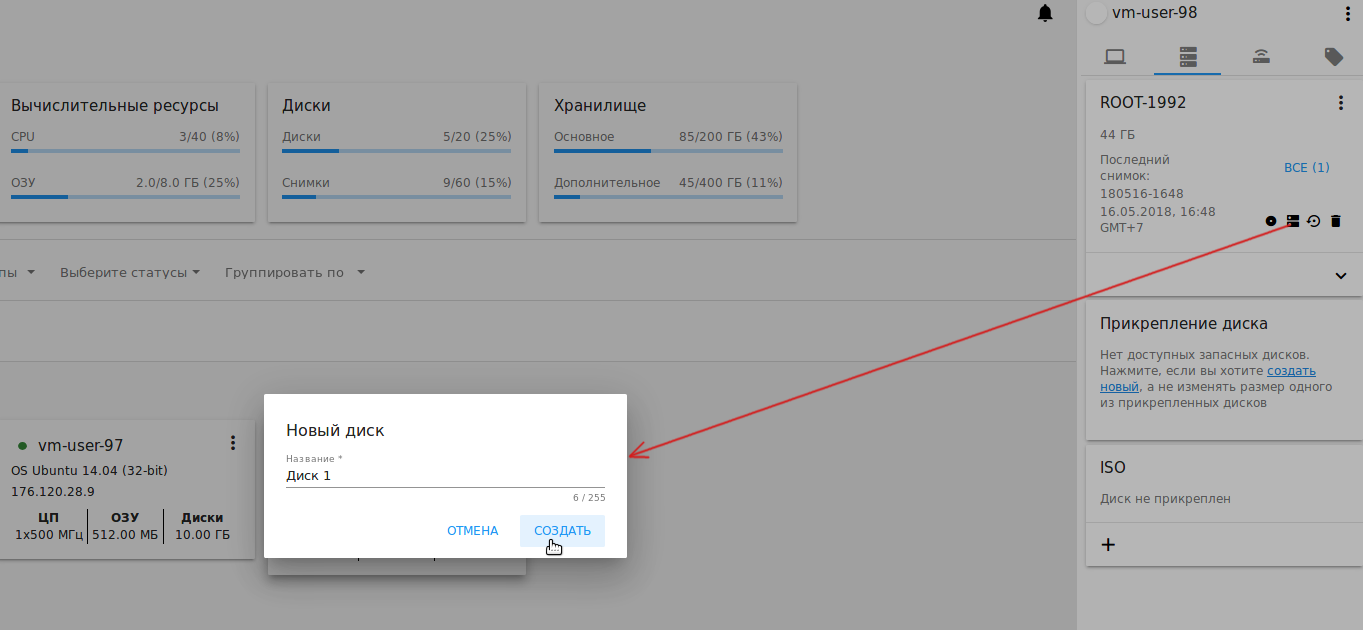 vm-user-98
Вычислительные ресурсы
CPU 3/40 (8%)
ОЗУ 2.0/8.0 ГБ (25%)
Диски
Диски 5/20 (25%)
Снимки 9/60 (15%)
Хранилище
Основное 85/200 ГБ (43%)
Дополнительное 45/400 ГБ (11%)
пы Выберите статусы Группировать по
vm-user-97
OS Ubuntu 14.04 (32-bit)
176.120.28.9
ЦП ОЗУ Диски
1x500 МГц 512.00 МБ 10.00 ГБ
Новый диск
Название *
Диск 1
6 / 255
ОТМЕНА СОЗДАТЬ
ROOT-1992
44 ГБ
Последний
снимок:
180516-1648
16.05.2018, 16:48
GMT+7
ВСЕ (1)
Прикрепление диска
Нет доступных запасных дисков.
Нажмите, если вы хотите создать
новый, а не изменять размер одного
из прикрепленных дисков
ISO
Диск не прикреплен